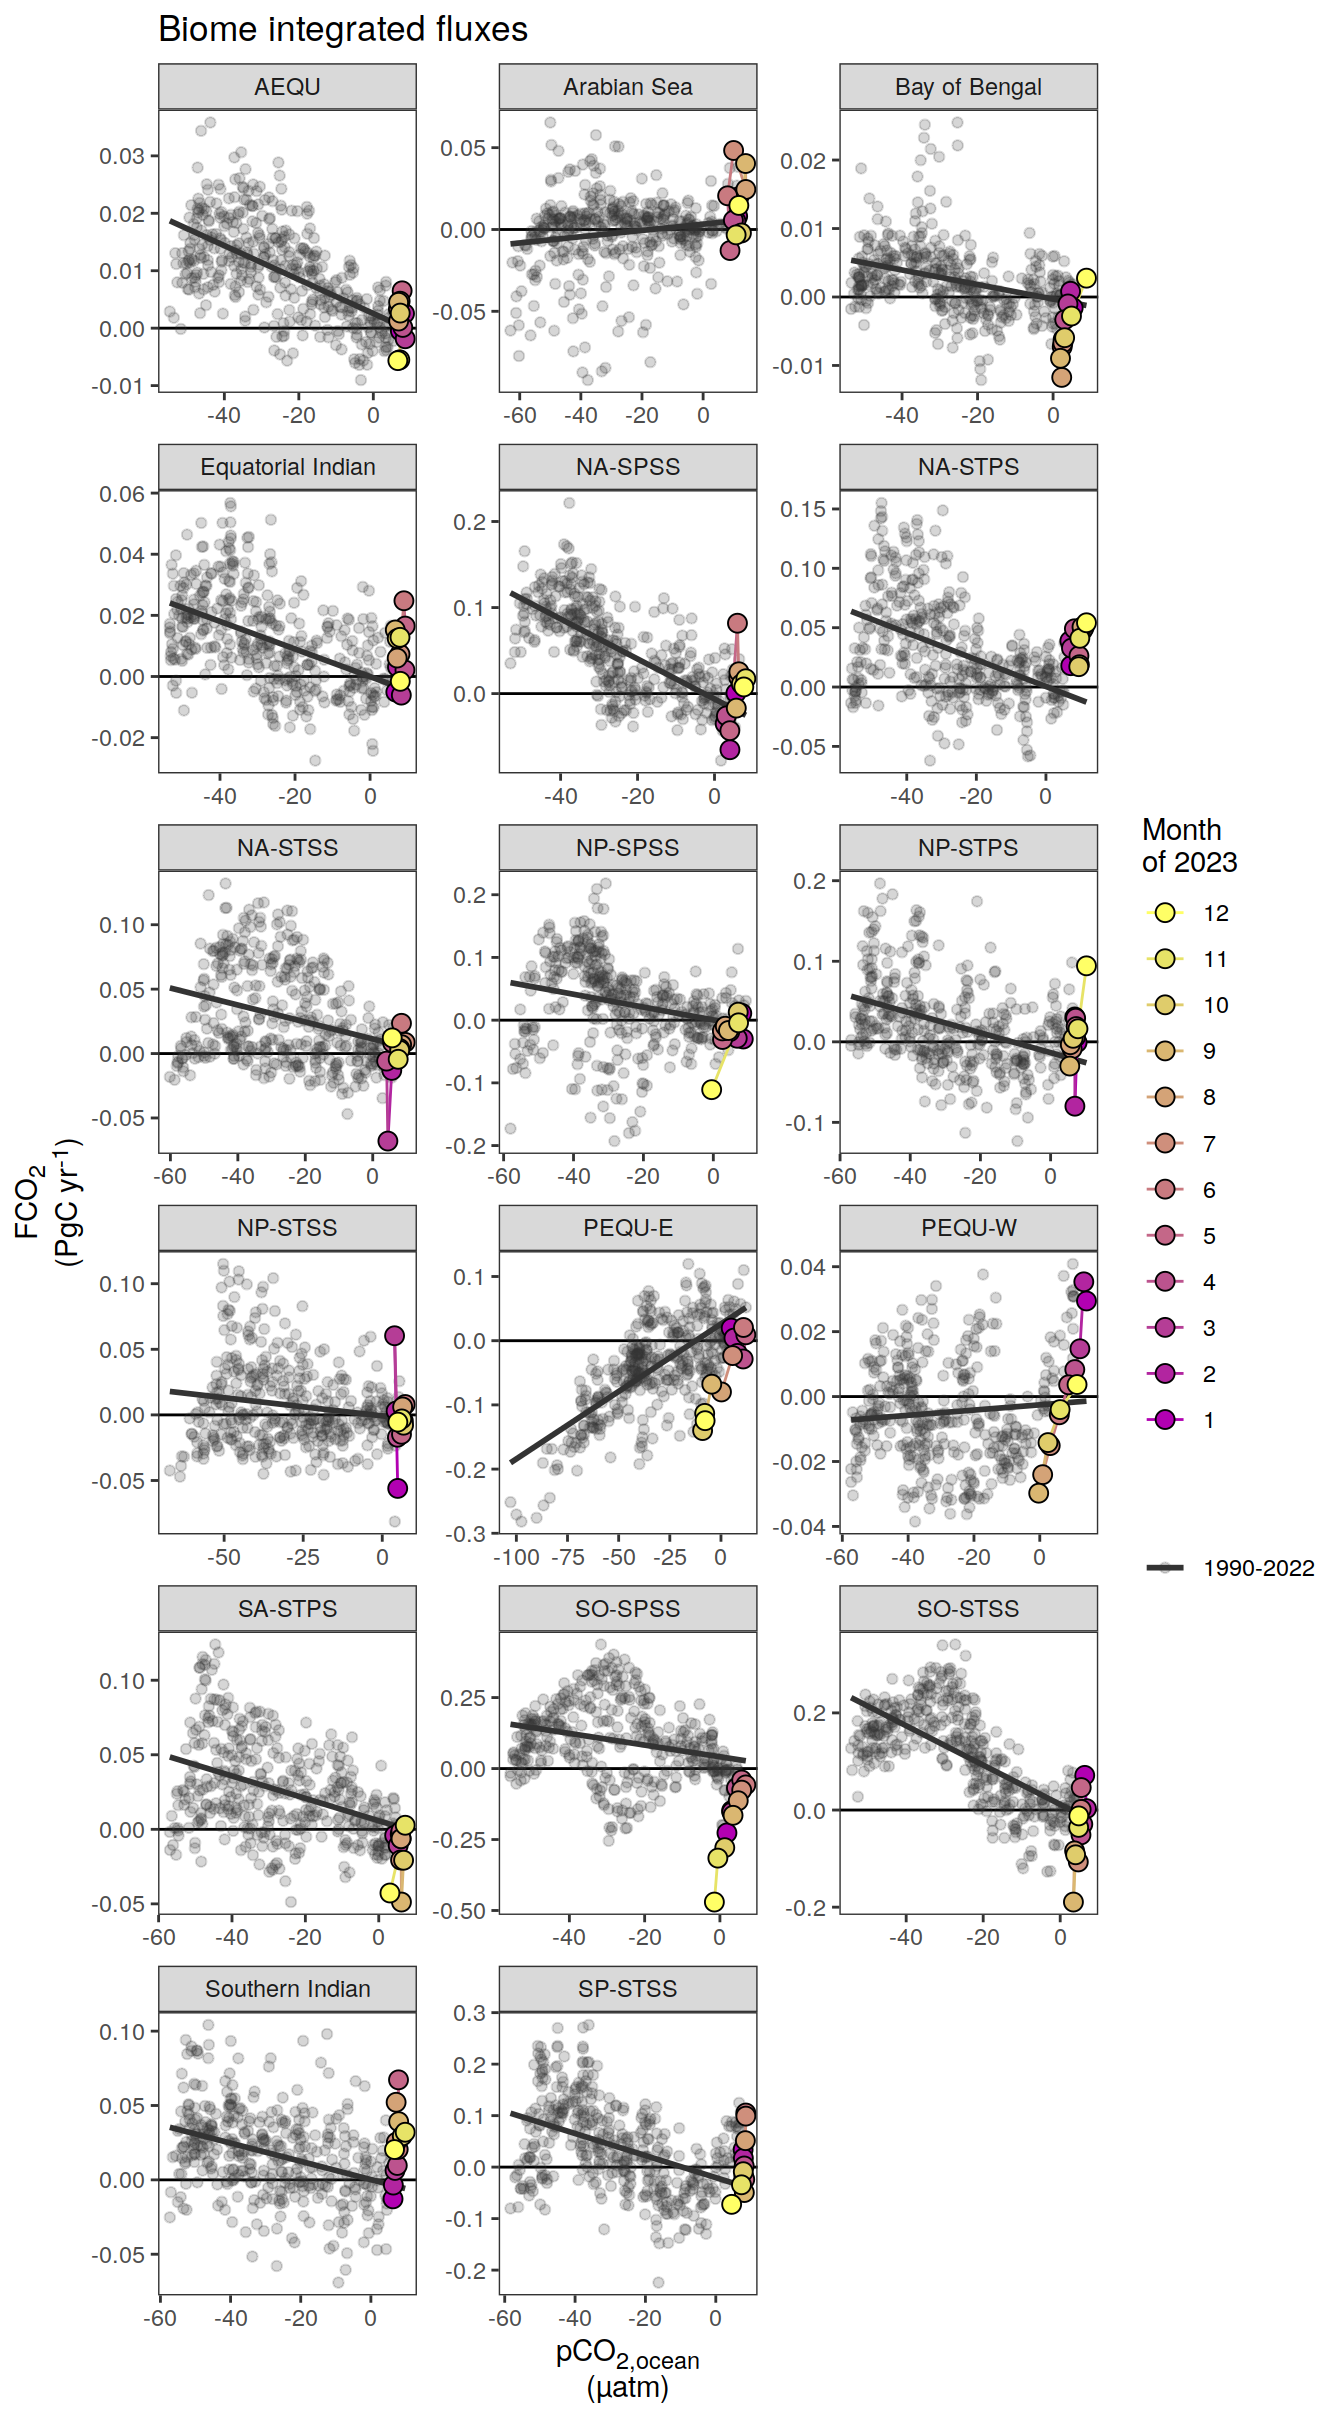 Biome integrated fluxes
AEQU
Arabian Sea
Bay of Bengal
0.03
0.02
0.01
0.00
-0.01
0.05
0.00
-0.05
0.02
0.01
0.00
-0.01
-40 -20 0
-60 -40 -20 0
-40 -20 0
Equatorial Indian
NA-SPSS
NA-STPS
0.06
0.04
0.02
0.00
-0.02
0.2
0.1
0.0
0.15
0.10
0.05
0.00
-0.05
-40 -20 0
-40 -20 0
-40 -20 0
NA-STSS
NP-SPSS
NP-STPS
0.10
0.05
0.00
-0.05
0.2
0.1
0.0
-0.1
-0.2
0.2
0.1
0.0
-0.1
-60 -40 -20 0
-60 -40 -20 0
-60 -40 -20 0
NP-STSS
PEQU-E
PEQU-W
0.10
0.05
0.00
-0.05
0.1
0.0
-0.1
-0.2
-0.3
0.04
0.02
0.00
-0.02
-0.04
-50 -25 0
-100 -75 -50 -25 0
-60 -40 -20 0
SA-STPS
SO-SPSS
SO-STSS
0.10
0.05
0.00
-0.05
0.25
0.00
-0.25
-0.50
0.2
0.0
-0.2
-60 -40 -20 0
-40 -20 0
-40 -20 0
Southern Indian
SP-STSS
0.10
0.05
0.00
-0.05
0.3
0.2
0.1
0.0
-0.1
-0.2
-60 -40 -20 0
-60 -40 -20 0
FCO2
(PgC yr-1)
pCO2,ocean
(µatm)
Month
of 2023
12
11
10
9
8
7
6
5
4
3
2
1
1990-2022